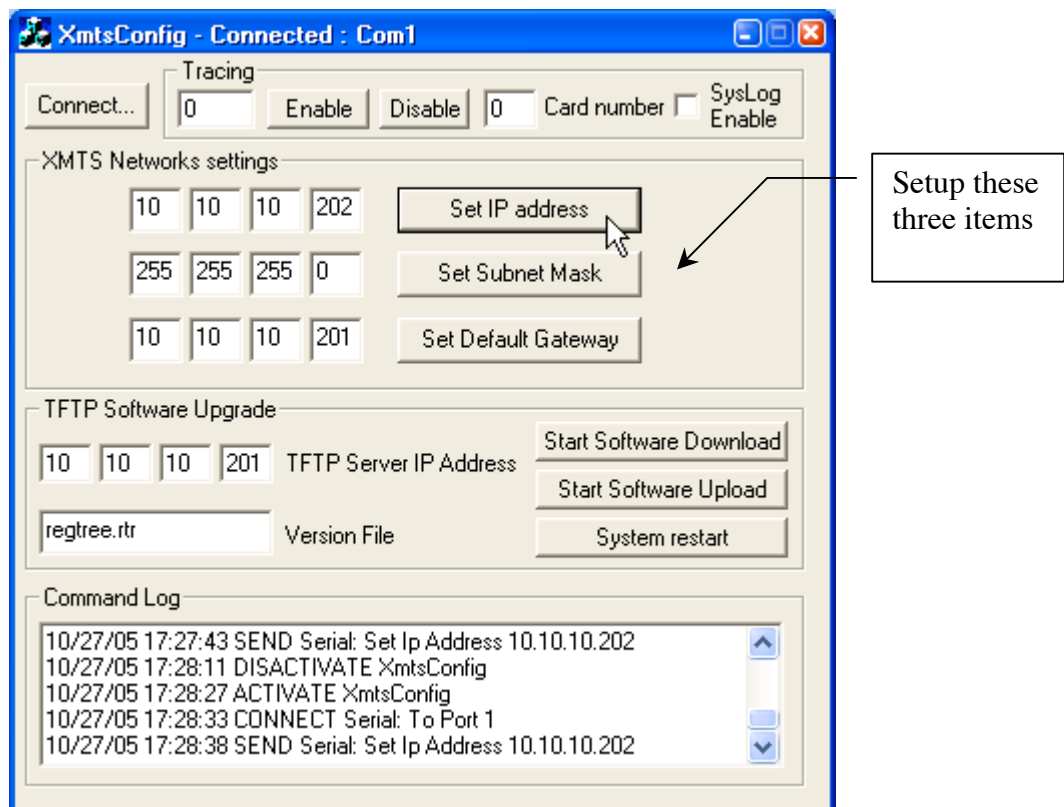 XmtsConfig - Connected : Com1
Tracing
Connect...
0
Enable
Disable
0
Card number
SysLog
Enable
XMTS Networks settings
10 10 10 202 Set IP address
255 255 255 0 Set Subnet Mask
10 10 10 201 Set Default Gateway
Setup these
three items
TFTP Software Upgrade
10 10 10 201 TFTP Server IP Address
Start Software Download
Start Software Upload
regtree.rtr Version File
System restart
Command Log
10/27/05 17:27:43 SEND Serial: Set Ip Address 10.10.10.202
10/27/05 17:28:11 DISACTIVATE XmtsConfig
10/27/05 17:28:27 ACTIVATE XmtsConfig
10/27/05 17:28:33 CONNECT Serial: To Port 1
10/27/05 17:28:38 SEND Serial: Set Ip Address 10.10.10.202